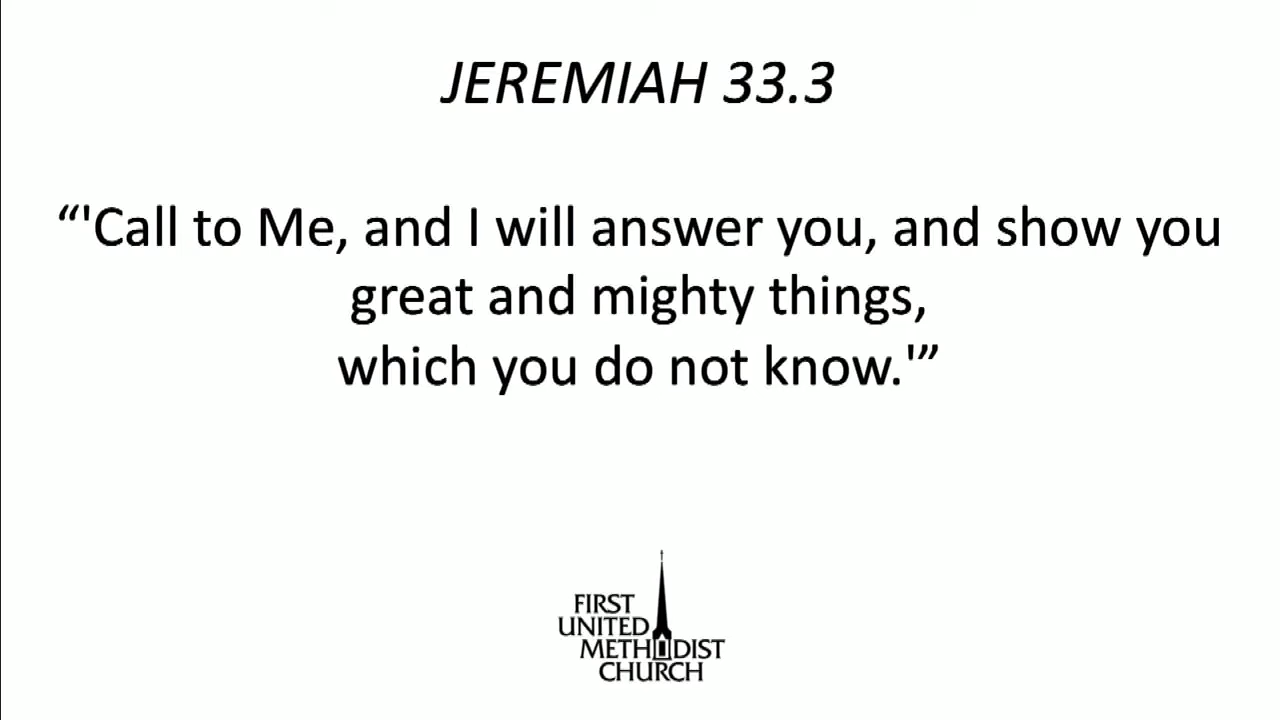 JEREMIAH 33.3
“'Call to Me, and I will answer you, and show you
great and mighty things,
which you do not know.'”
FIRST
UNITED
METHODIST
CHURCH